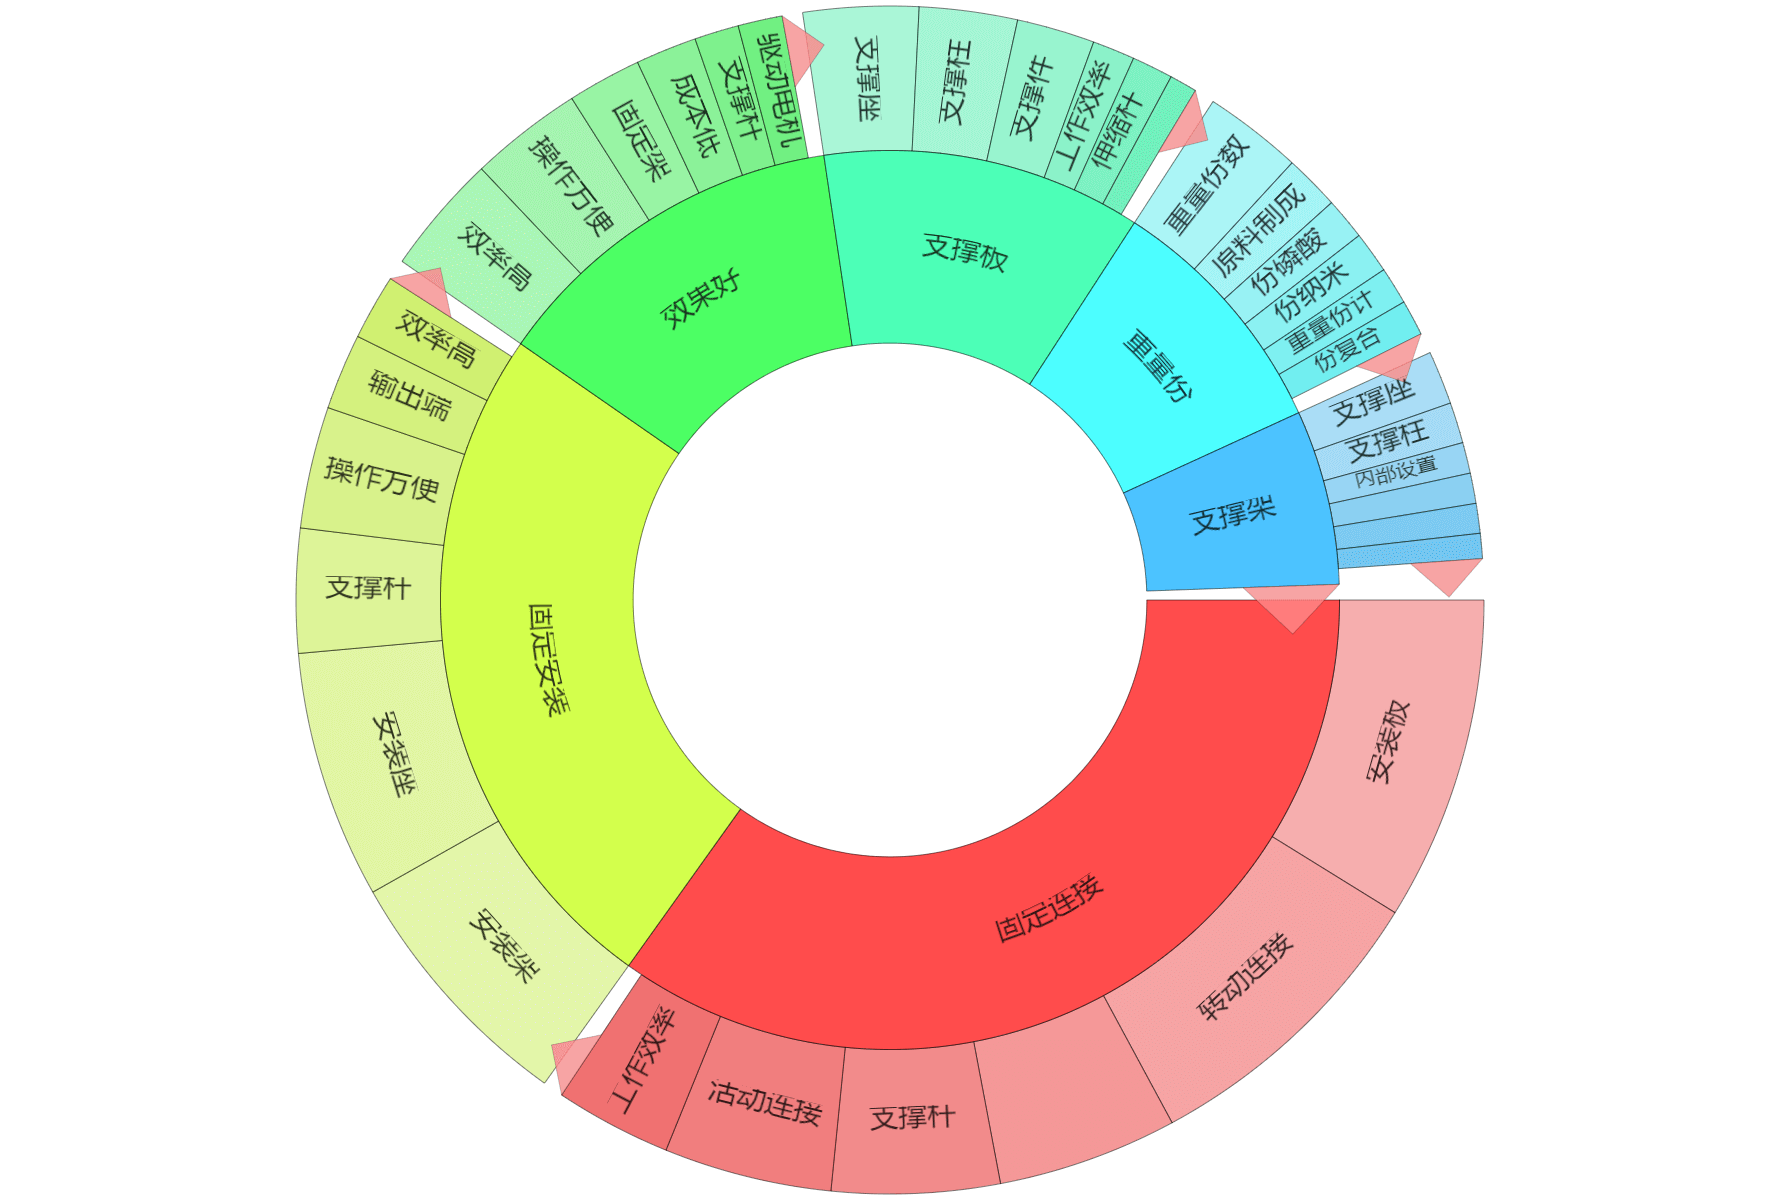 固定连接
安装板
转动连接
支撑杆
活动连接
工作效率
固定安装
安装架
安装座
支撑杆
操作方便
输出端
效率高
效果好
效率高
操作方便
固定架
成本低
支撑杆
驱动电机
支撑板
支撑座
支撑柱
支撑件
工作效率
伸缩杆
重量份
重量份数
原料制成
份磷酸
份纳米
重量份计
份复合
支撑架
支撑座
支撑柱
内部设置